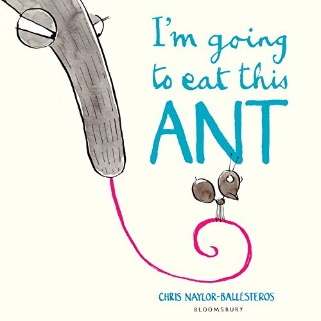 I'm going
to eat this
ANT
CHRIS NAYLOR-BALLESTEROS
BLOOMSBURY